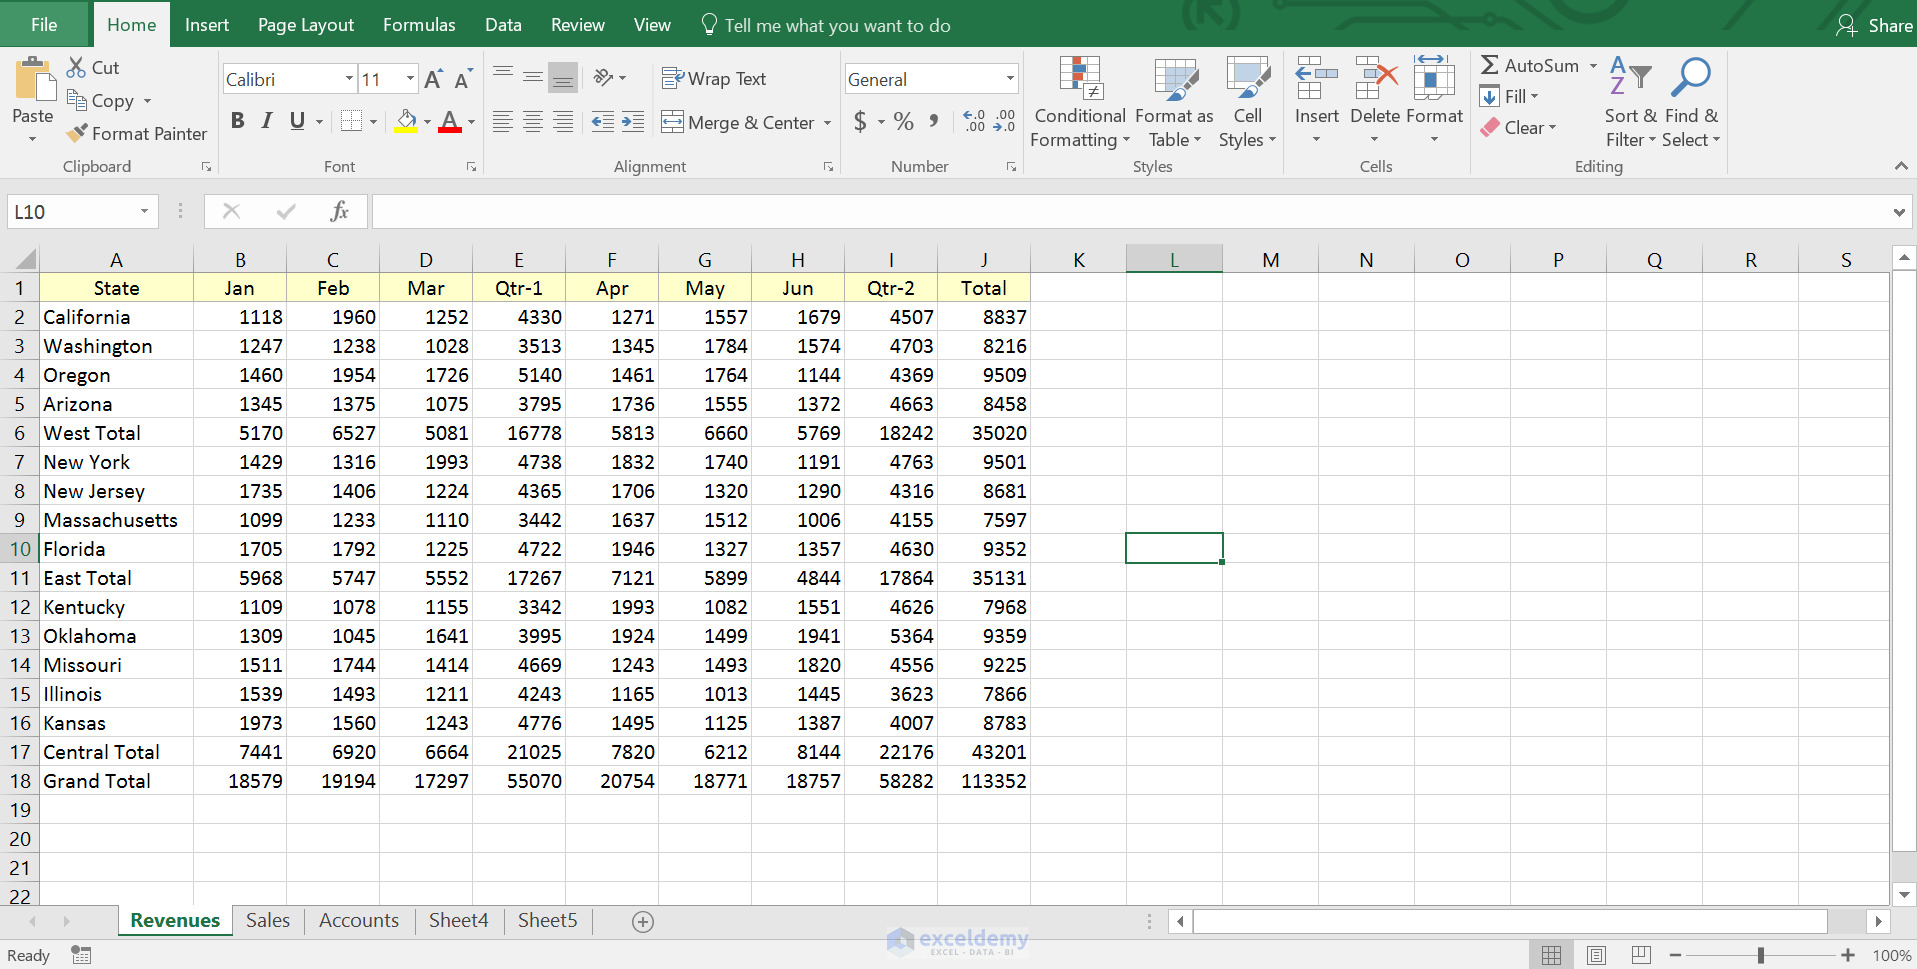 File Home Insert Page Layout Formulas Data Review View Tell me what you want to do Share
Cut
Copy
Format Painter
Paste
Clipboard
Calibri 11
A A
B I U A
Font
Wrap Text
Merge & Center
Alignment
General
$ % , .0 .00 .00 .0
Number
Conditional Formatting
Format as Table
Cell Styles
Styles
Insert Delete Format
Cells
AutoSum
Fill
Clear
Sort & Filter
Find & Select
Editing
L10 fx
A B C D E F G H I J K L M N O P Q R S
1 State Jan Feb Mar Qtr-1 Apr May Jun Qtr-2 Total
2 California 1118 1960 1252 4330 1271 1557 1679 4507 8837
3 Washington 1247 1238 1028 3513 1345 1784 1574 4703 8216
4 Oregon 1460 1954 1726 5140 1461 1764 1144 4369 9509
5 Arizona 1345 1375 1075 3795 1736 1555 1372 4663 8458
6 West Total 5170 6527 5081 16778 5813 6660 5769 18242 35020
7 New York 1429 1316 1993 4738 1832 1740 1191 4763 9501
8 New Jersey 1735 1406 1224 4365 1706 1320 1290 4316 8681
9 Massachusetts 1099 1233 1110 3442 1637 1512 1006 4155 7597
10 Florida 1705 1792 1225 4722 1946 1327 1357 4630 9352
11 East Total 5968 5747 5552 17267 7121 5899 4844 17864 35131
12 Kentucky 1109 1078 1155 3342 1993 1082 1551 4626 7968
13 Oklahoma 1309 1045 1641 3995 1924 1499 1941 5364 9359
14 Missouri 1511 1744 1414 4669 1243 1493 1820 4556 9225
15 Illinois 1539 1493 1211 4243 1165 1013 1445 3623 7866
16 Kansas 1973 1560 1243 4776 1495 1125 1387 4007 8783
17 Central Total 7441 6920 6664 21025 7820 6212 8144 22176 43201
18 Grand Total 18579 19194 17297 55070 20754 18771 18757 58282 113352
19
20
21
22
Revenues Sales Accounts Sheet4 Sheet5
exceldemy
EXCEL - DATA - BI
Ready 100%